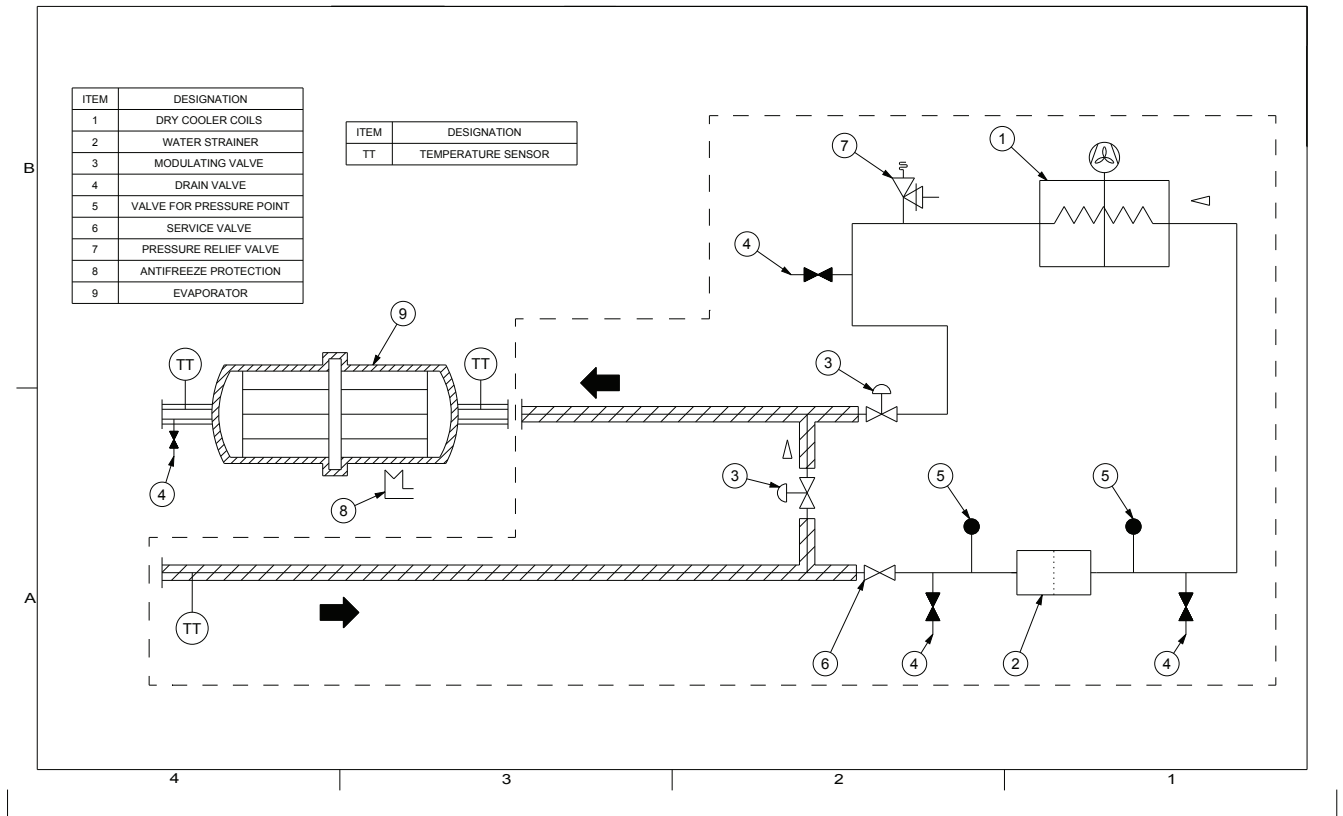 ITEM DESIGNATION
1 DRY COOLER COILS
2 WATER STRAINER
3 MODULATING VALVE
4 DRAIN VALVE
5 VALVE FOR PRESSURE POINT
6 SERVICE VALVE
7 PRESSURE RELIEF VALVE
8 ANTIFREEZE PROTECTION
9 EVAPORATOR
ITEM DESIGNATION
TT TEMPERATURE SENSOR
7
1
B
4
9
TT
TT
3
4
8
3
5
5
A
TT
6
4
2
4
4
3
2
1